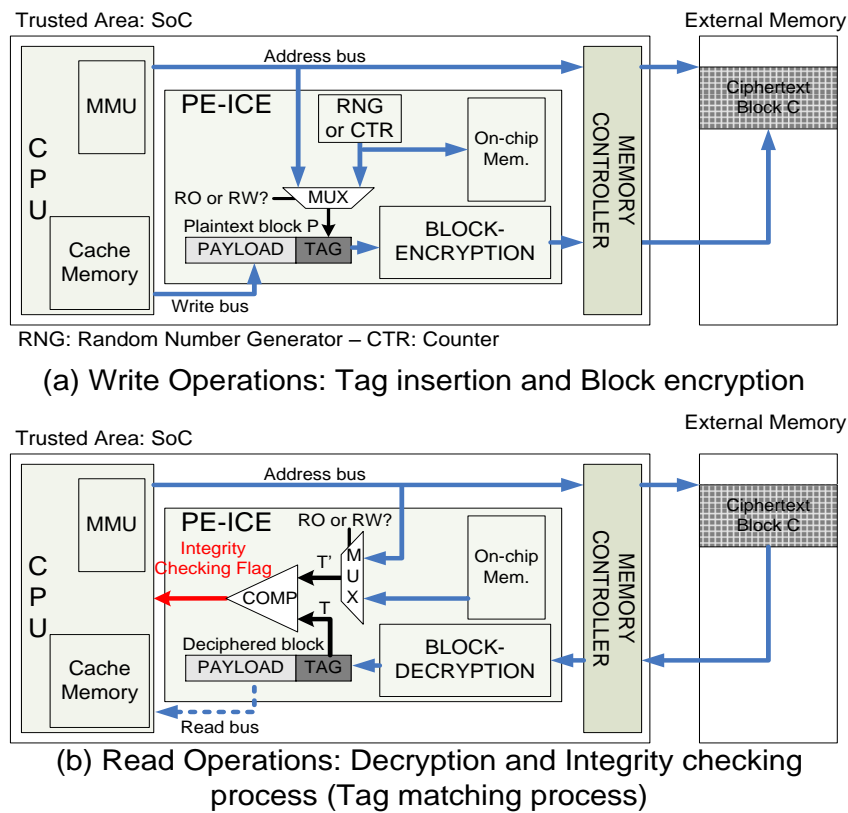 Trusted Area: SoC
External Memory
Address bus
MMU
PE-ICE
RNG
or CTR
On-chip
Mem.
Ciphertext
Block C
CPU
RO or RW?
MUX
MEMORY
CONTROLLER
Plaintext block P
PAYLOAD
TAG
BLOCK-
ENCRYPTION
Cache
Memory
Write bus
RNG: Random Number Generator – CTR: Counter
(a) Write Operations: Tag insertion and Block encryption
External Memory
Trusted Area: SoC
Address bus
MMU
PE-ICE
RO or RW?
Ciphertext
Block C
Integrity
Checking Flag
T'
MUX
On-chip
Mem.
CPU
COMP
T
MEMORY
CONTROLLER
Deciphered block
PAYLOAD
TAG
BLOCK-
DECRYPTION
Cache
Memory
Read bus
(b) Read Operations: Decryption and Integrity checking
process (Tag matching process)